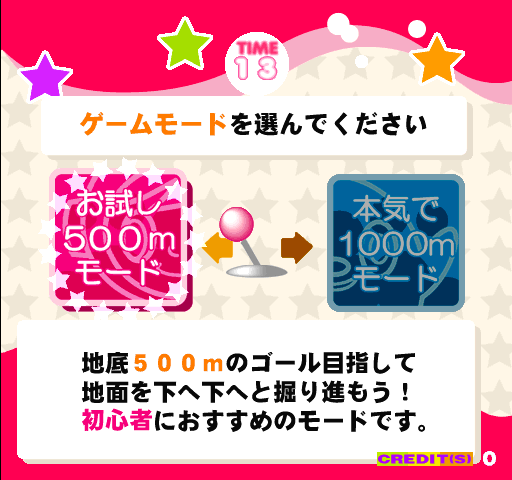 TIME
13
ゲームモードを選んでください
お試し
500m
モード
本気で
1000m
モード
地底500mのゴール目指して
地面を下へ下へと掘り進もう!
初心者におすすめのモードです。
CREDIT(S) 0